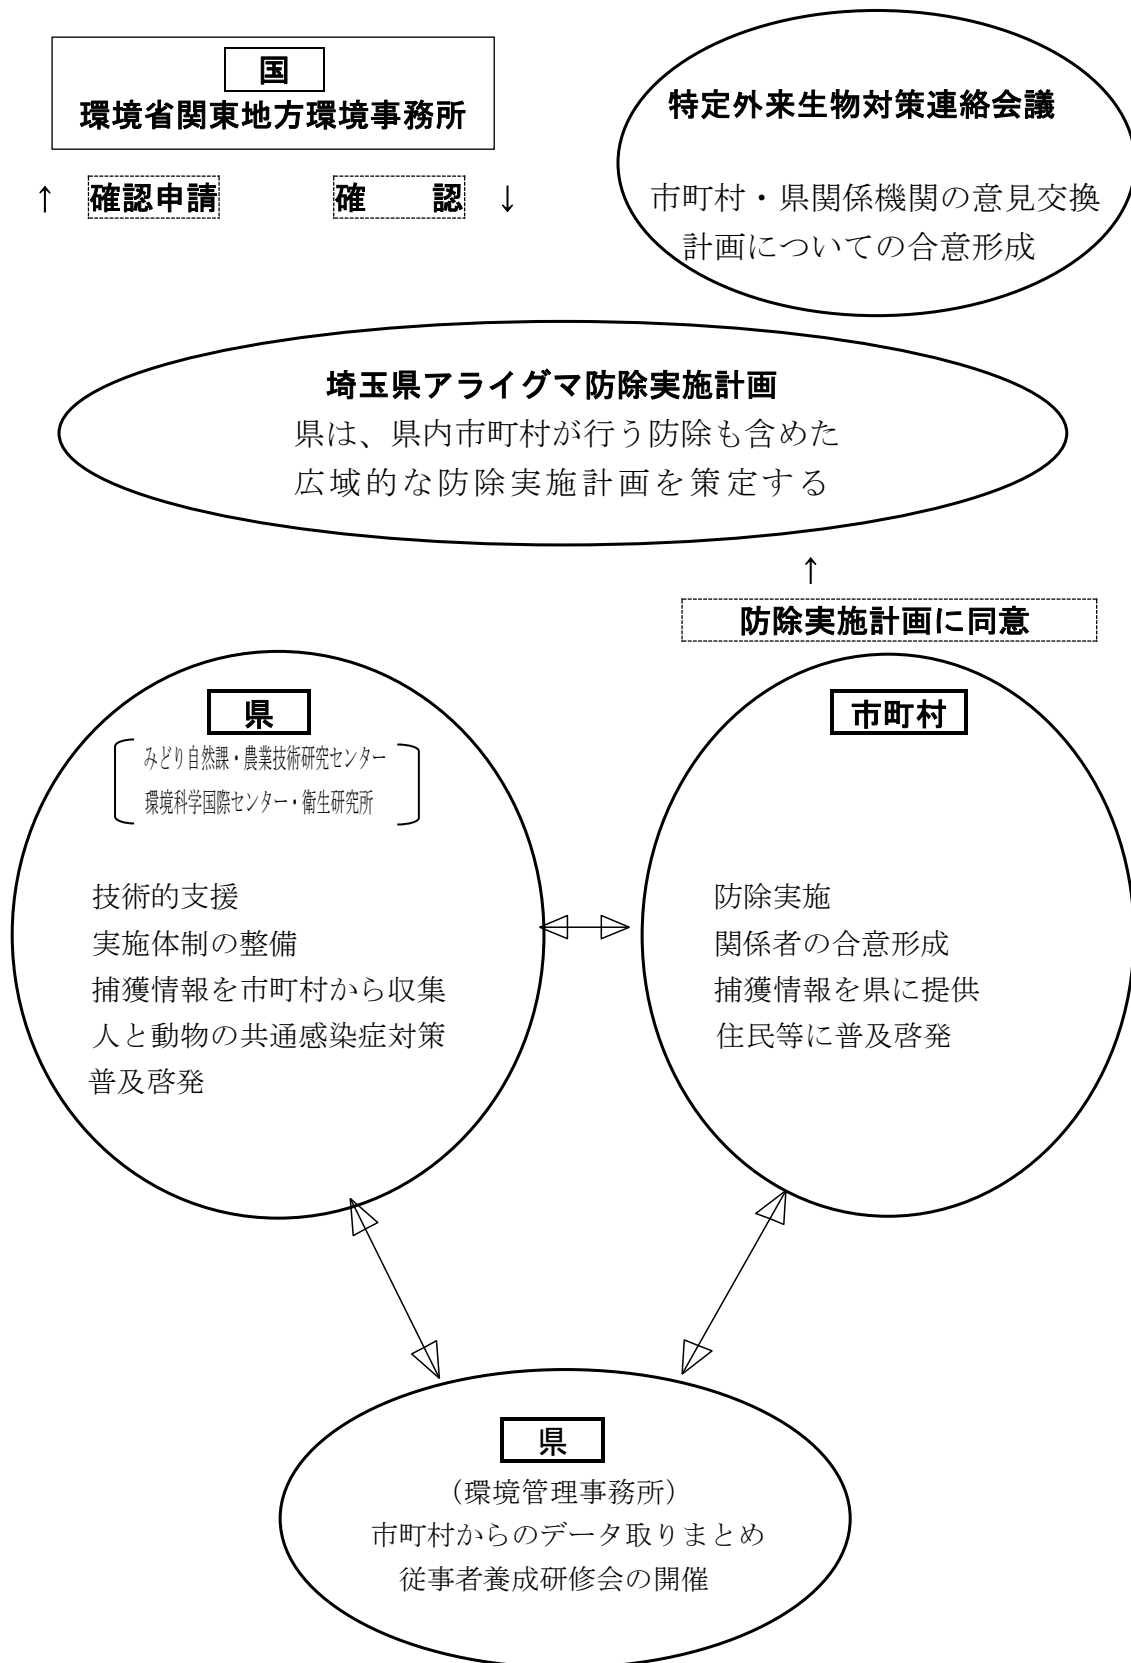 国
環境省関東地方環境事務所
↑ 確認申請 確 認 ↓
特定外来生物対策連絡会議
市町村・県関係機関の意見交換
計画についての合意形成
埼玉県アライグマ防除実施計画
県は、県内市町村が行う防除も含めた
広域的な防除実施計画を策定する
↑
防除実施計画に同意
県
みどり自然課・農業技術研究センター
環境科学国際センター・衛生研究所
技術的支援
実施体制の整備
捕獲情報を市町村から収集
人と動物の共通感染症対策
普及啓発
市町村
防除実施
関係者の合意形成
捕獲情報を県に提供
住民等に普及啓発
県
（環境管理事務所）
市町村からのデータ取りまとめ
従事者養成研修会の開催